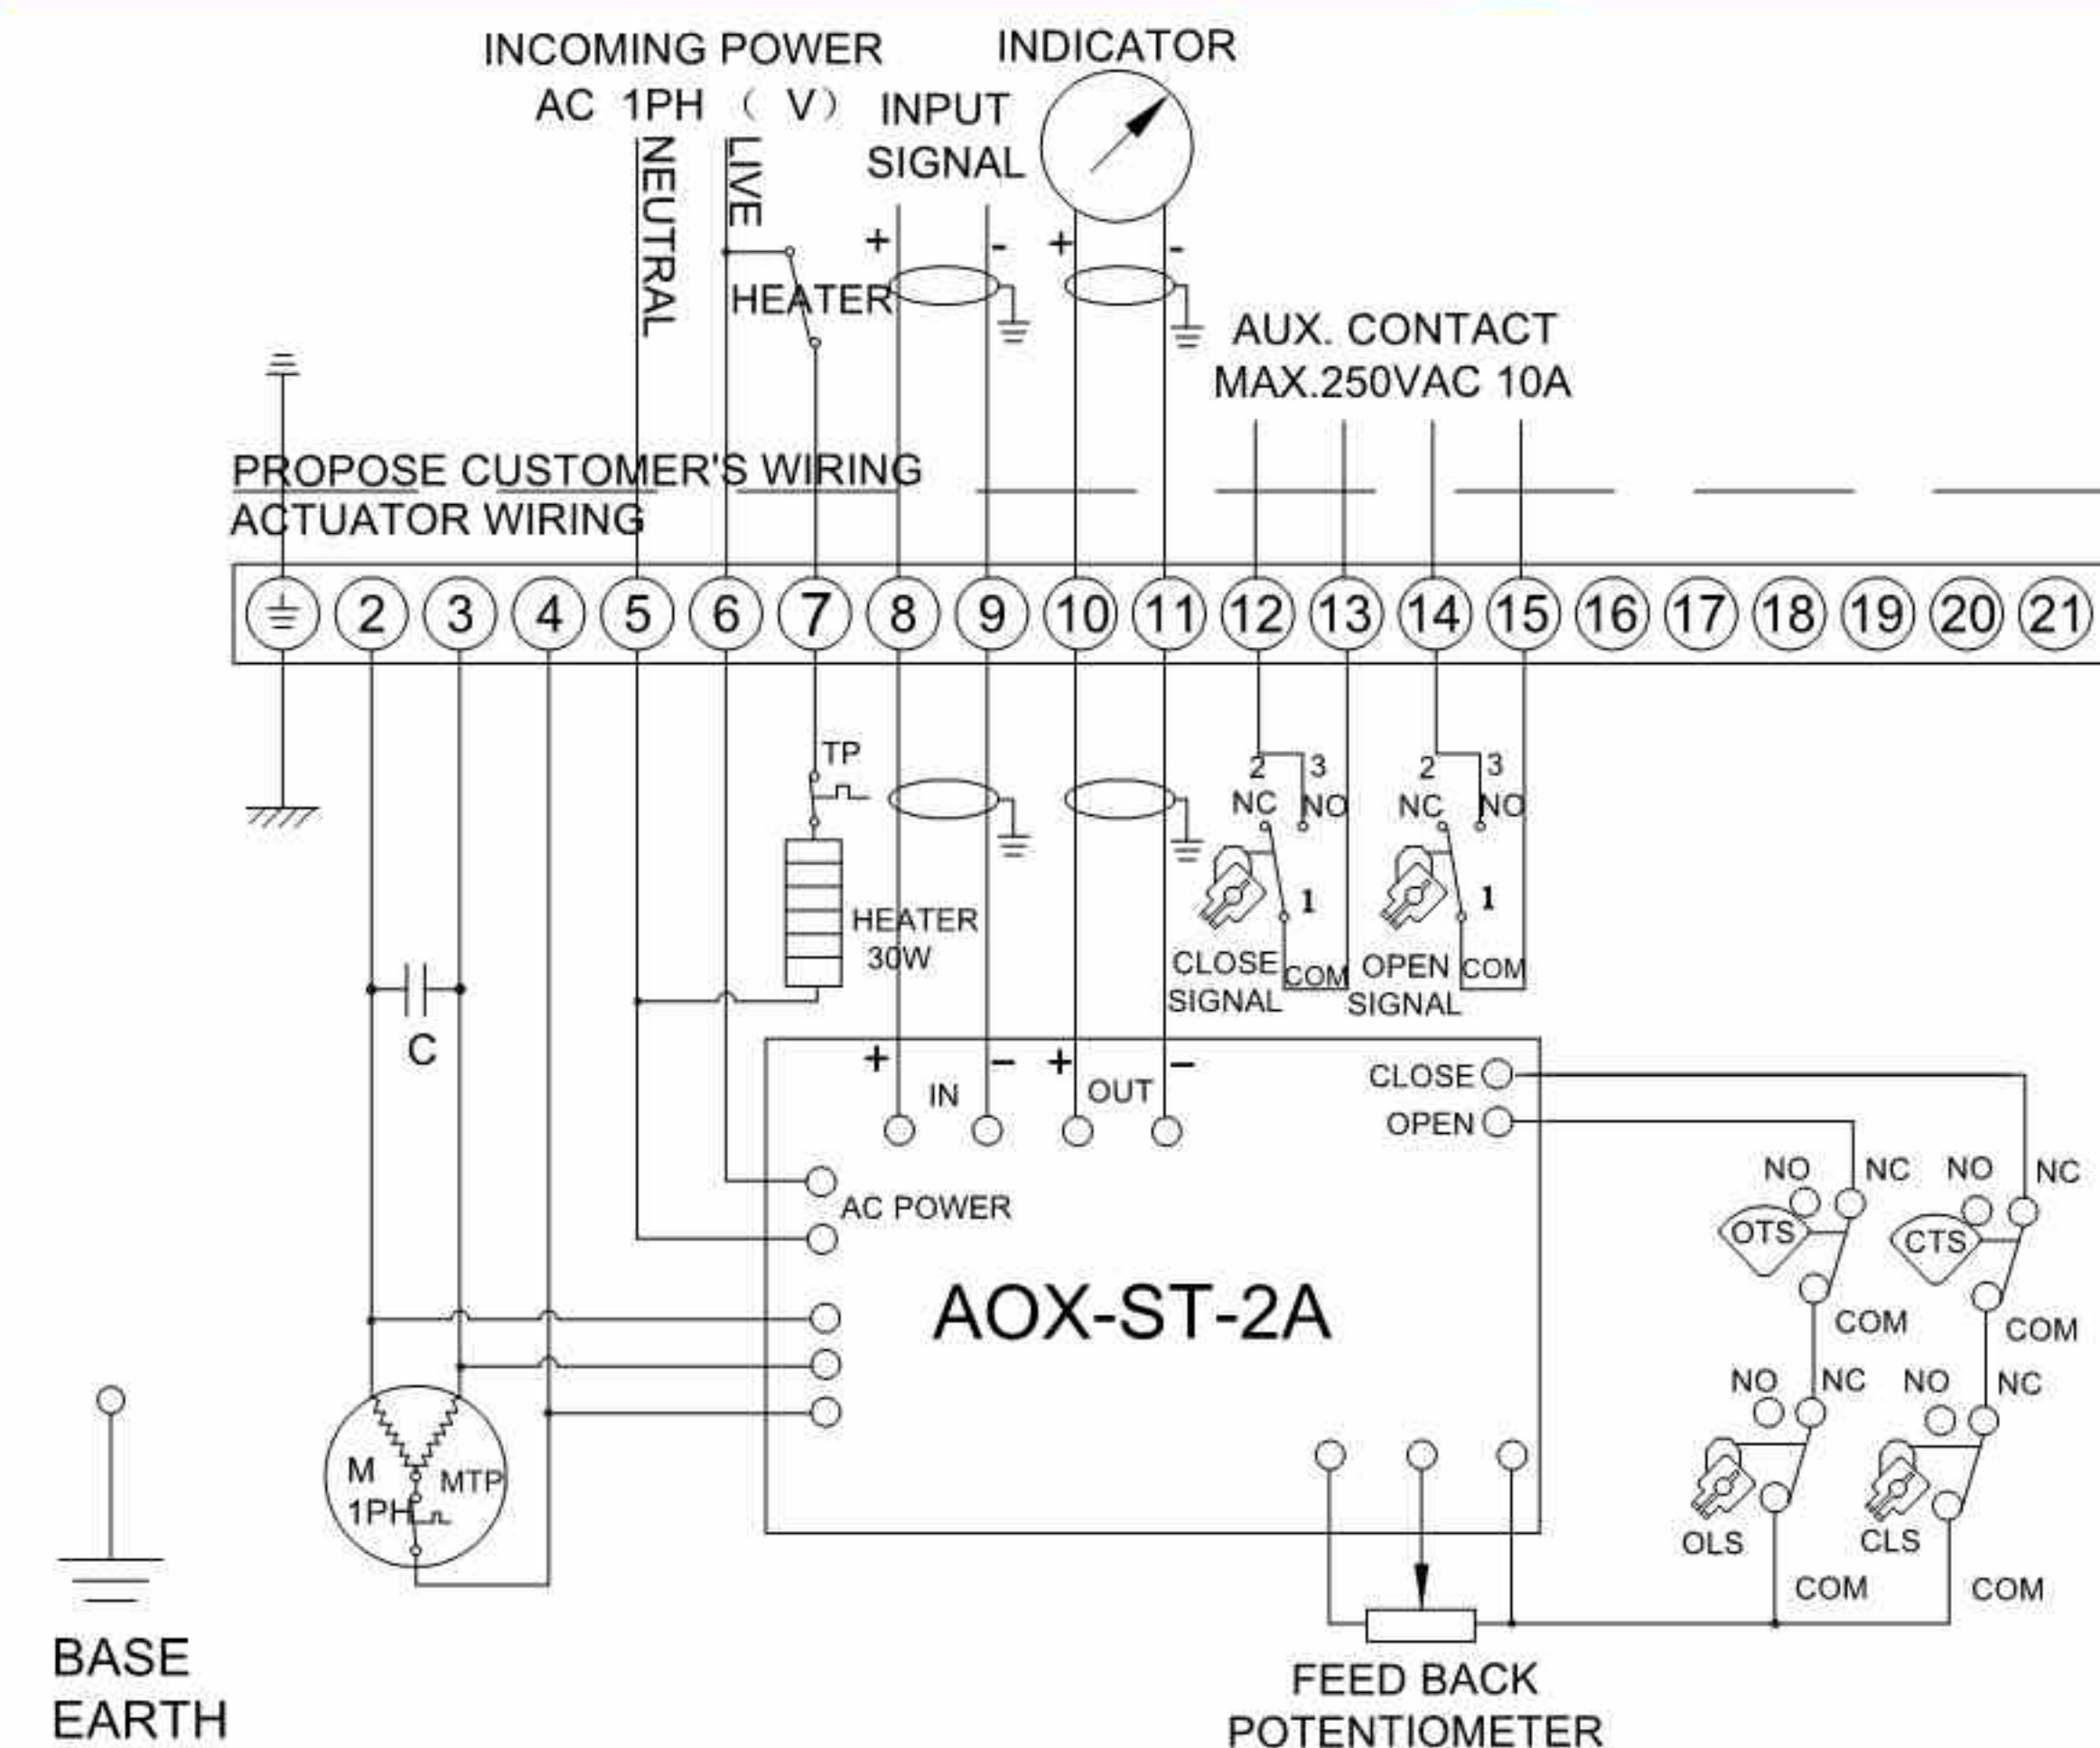 INCOMING POWER
AC 1PH ( V)
INDICATOR
INPUT
SIGNAL
NEUTRAL
LIVE
+ -
+ -
HEATER
AUX. CONTACT
MAX.250VAC 10A
PROPOSE CUSTOMER'S WIRING
ACTUATOR WIRING
2 3 4 5 6 7 8 9 10 11 12 13 14 15 16 17 18 19 20 21
TP
2 3
NC NO
2 3
NC NO
1
1
HEATER
30W
CLOSE
SIGNAL
COM
OPEN
SIGNAL
COM
C
+ IN -
+ OUT -
CLOSE
OPEN
AC POWER
AOX-ST-2A
NO NC
NO NC
OTS
CTS
COM
COM
NO NC
NO NC
OLS
CLS
COM
COM
M
1PH
MTP
BASE
EARTH
FEED BACK
POTENTIOMETER